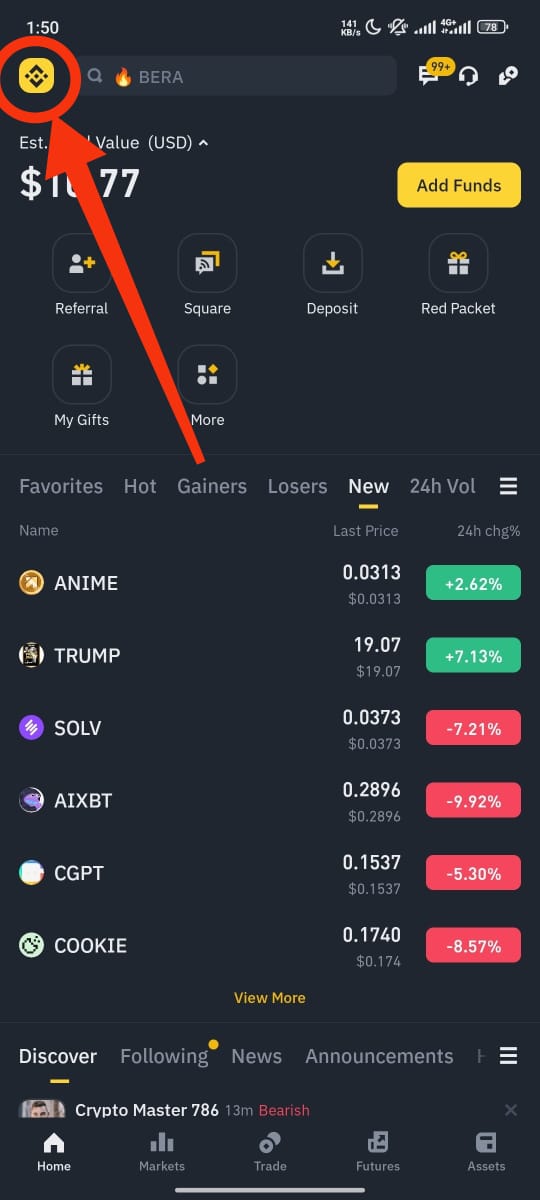 1:50
141 KB/s 4G+ 78
🔥 BERA
99+
Est. Value (USD)
Add Funds
Referral Square Deposit Red Packet
My Gifts More
Favorites Hot Gainers Losers New 24h Vol
Name Last Price 24h chg%
ANIME 0.0313 +2.62%
$0.0313
TRUMP 19.07 +7.13%
$19.07
SOLV 0.0373 -7.21%
$0.0373
AIXBT 0.2896 -9.92%
$0.2896
CGPT 0.1537 -5.30%
$0.1537
COOKIE 0.1740 -8.57%
$0.174
View More
Discover Following News Announcements
Crypto Master 786 13m Bearish
Home Markets Trade Futures Assets